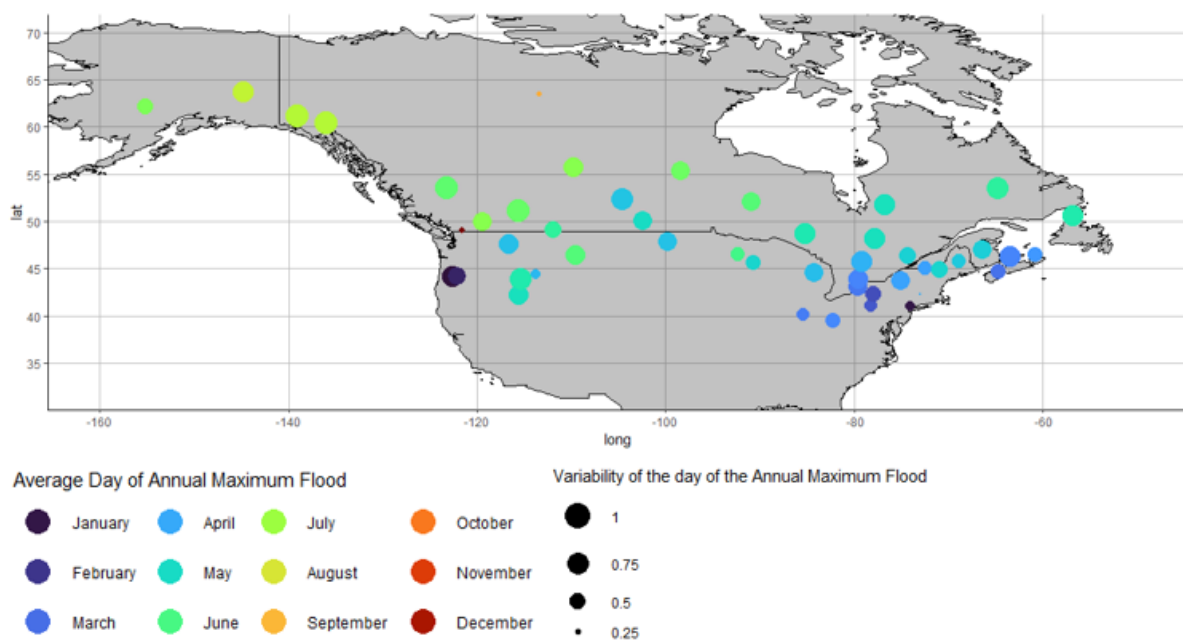 70
65
60
55
50
45
40
35
lat
-160 -140 -120 -100 -80 -60
long
Average Day of Annual Maximum Flood
January April July October
February May August November
March June September December
Variability of the day of the Annual Maximum Flood
1
0.75
0.5
0.25